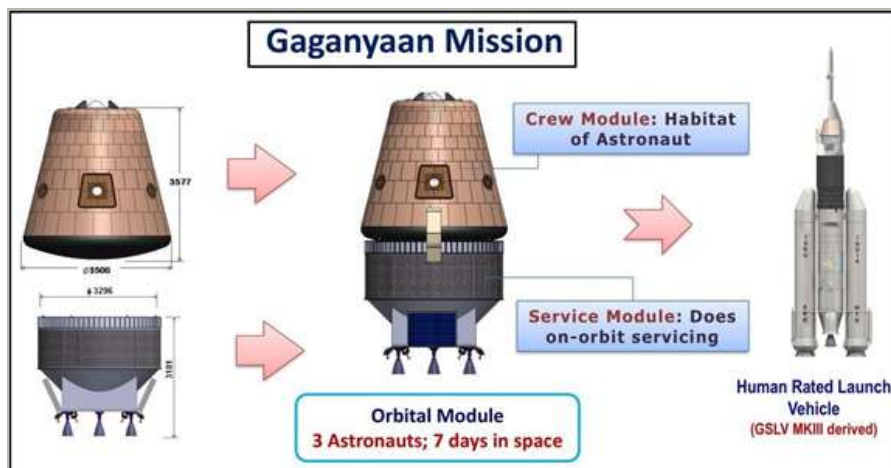 Gaganyaan Mission
Crew Module: Habitat
of Astronaut
3577
ø3500
3296
3181
Service Module: Does
on-orbit servicing
Orbital Module
3 Astronauts; 7 days in space
Human Rated Launch
Vehicle
(GSLV MKIII derived)